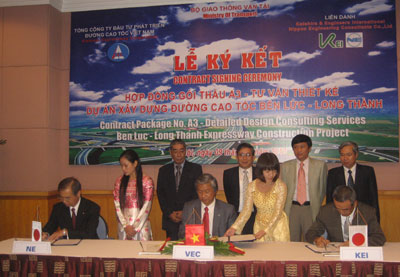 BỘ GIAO THÔNG VẬN TẢI
Ministry of Transport
TỔNG CÔNG TY ĐẦU TƯ PHÁT TRIỂN
ĐƯỜNG CAO TỐC VIỆT NAM
LIÊN DANH
Katahira & Engineers International
Nippon Engineering Consultants Co.,Ltd
KEI
LỄ KÝ KẾT
CONTRACT SIGNING CEREMONY
HỢP ĐỒNG GÓI THẦU A3 - TƯ VẤN THIẾT KẾ
DỰ ÁN XÂY DỰNG ĐƯỜNG CAO TỐC BẾN LỨC - LONG THÀNH
Contract Package No. A3 - Detailed Design Consulting Services
Ben Luc - Long Thanh Expressway Construction Project
NE
VEC
KEI